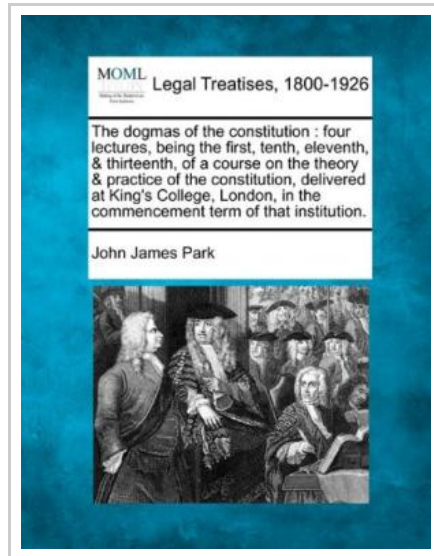 MOML
Legal Treatises, 1800-1926
The dogmas of the constitution : four
lectures, being the first, tenth, eleventh,
& thirteenth, of a course on the theory
& practice of the constitution, delivered
at King's College, London, in the
commencement term of that institution.
John James Park